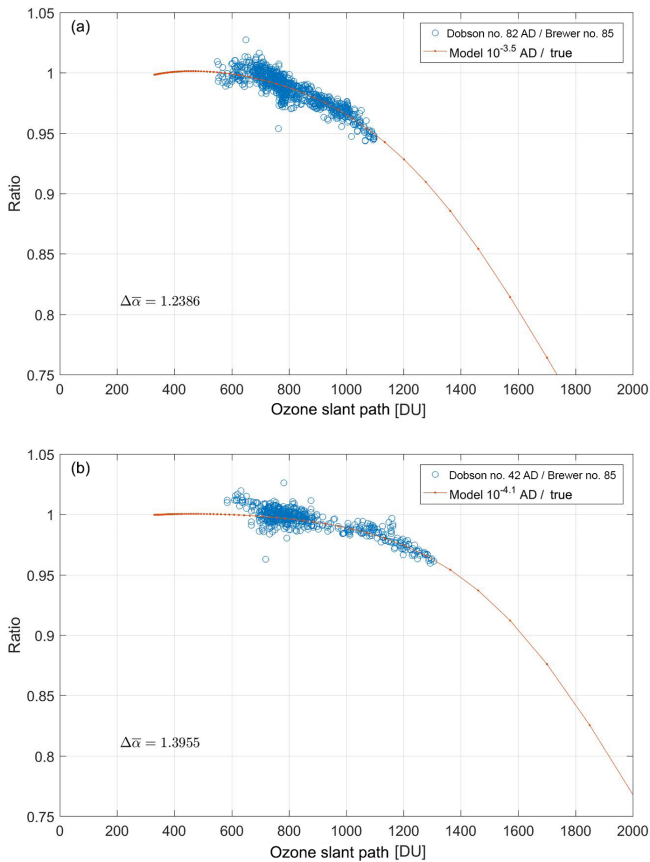 (a)
Dobson no. 82 AD / Brewer no. 85
Model 10^-3.5 AD / true
1.05
1
0.95
0.9
0.85
0.8
0.75
Ratio
Δα̅ = 1.2386
0 200 400 600 800 1000 1200 1400 1600 1800 2000
Ozone slant path [DU]
(b)
Dobson no. 42 AD / Brewer no. 85
Model 10^-4.1 AD / true
1.05
1
0.95
0.9
0.85
0.8
0.75
Ratio
Δα̅ = 1.3955
0 200 400 600 800 1000 1200 1400 1600 1800 2000
Ozone slant path [DU]